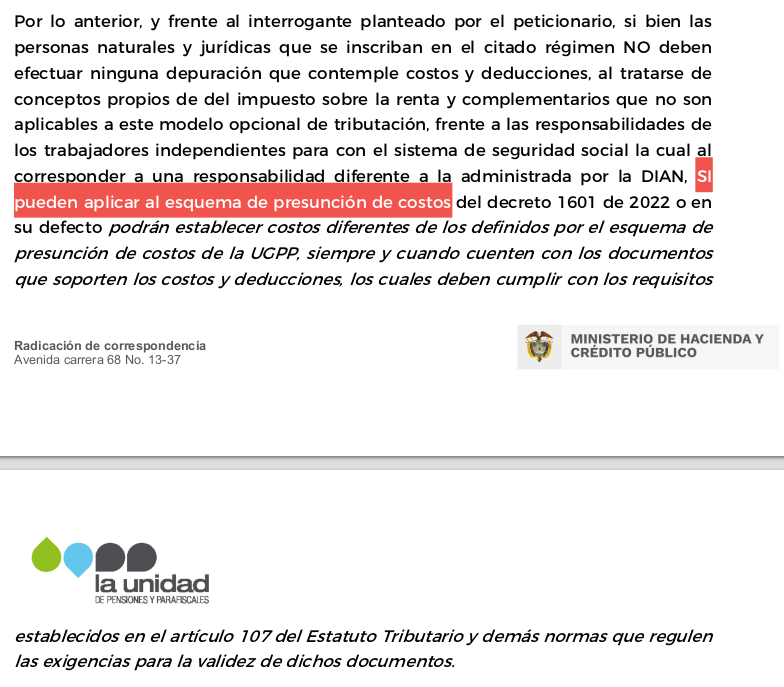 Por lo anterior, y frente al interrogante planteado por el peticionario, si bien las
personas naturales y jurídicas que se inscriban en el citado régimen NO deben
efectuar ninguna depuración que contemple costos y deducciones, al tratarse de
conceptos propios de del impuesto sobre la renta y complementarios que no son
aplicables a este modelo opcional de tributación, frente a las responsabilidades de
los trabajadores independientes para con el sistema de seguridad social la cual al
corresponder a una responsabilidad diferente a la administrada por la DIAN, SI
pueden aplicar al esquema de presunción de costos del decreto 1601 de 2022 o en
su defecto podrán establecer costos diferentes de los definidos por el esquema de
presunción de costos de la UGPP, siempre y cuando cuenten con los documentos
que soporten los costos y deducciones, los cuales deben cumplir con los requisitos
Radicación de correspondencia
Avenida carrera 68 No. 13-37
MINISTERIO DE HACIENDA Y
CRÉDITO PÚBLICO
la unidad
DE PENSIONES Y PARAFISCALES
establecidos en el artículo 107 del Estatuto Tributario y demás normas que regulen
las exigencias para la validez de dichos documentos.